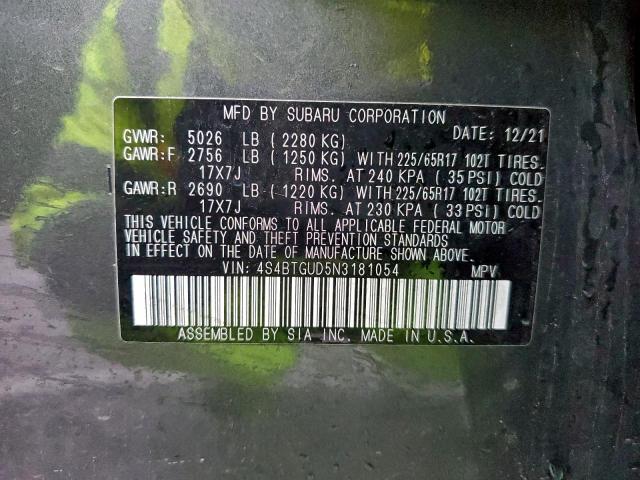 MFD BY SUBARU CORPORATION
GVWR: 5026 LB ( 2280 KG) DATE: 12/21
GAWR:F 2756 LB ( 1250 KG) WITH 225/65R17 102T TIRES.
17X7J RIMS. AT 240 KPA ( 35 PSI) COLD
GAWR:R 2690 LB ( 1220 KG) WITH 225/65R17 102T TIRES.
17X7J RIMS. AT 230 KPA ( 33 PSI) COLD
THIS VEHICLE CONFORMS TO ALL APPLICABLE FEDERAL MOTOR
VEHICLE SAFETY AND THEFT PREVENTION STANDARDS
IN EFFECT ON THE DATE OF MANUFACTURE SHOWN ABOVE.
VIN: 4S4BTGUD5N3181054 MPV
ASSEMBLED BY SIA INC. MADE IN U.S.A.